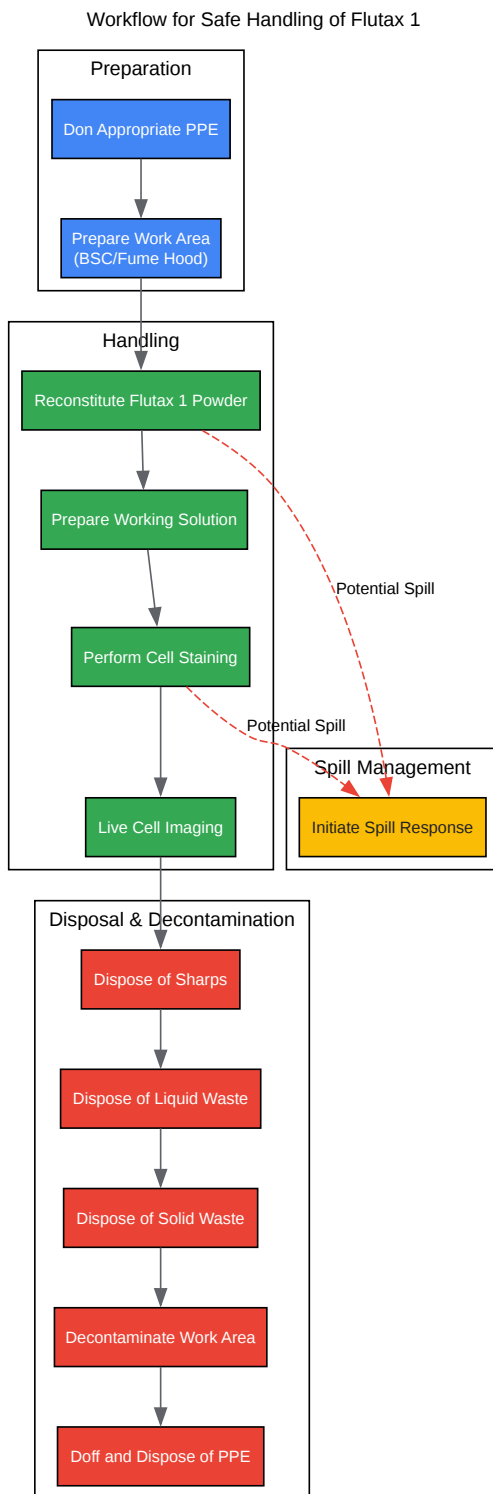 Workflow for Safe Handling of Flutax 1
Preparation
Don Appropriate PPE
Prepare Work Area
(BSC/Fume Hood)
Handling
Reconstitute Flutax 1 Powder
Prepare Working Solution
Potential Spill
Perform Cell Staining
Potential Spill
Spill Management
Live Cell Imaging
Initiate Spill Response
Disposal & Decontamination
Dispose of Sharps
Dispose of Liquid Waste
Dispose of Solid Waste
Decontaminate Work Area
Doff and Dispose of PPE